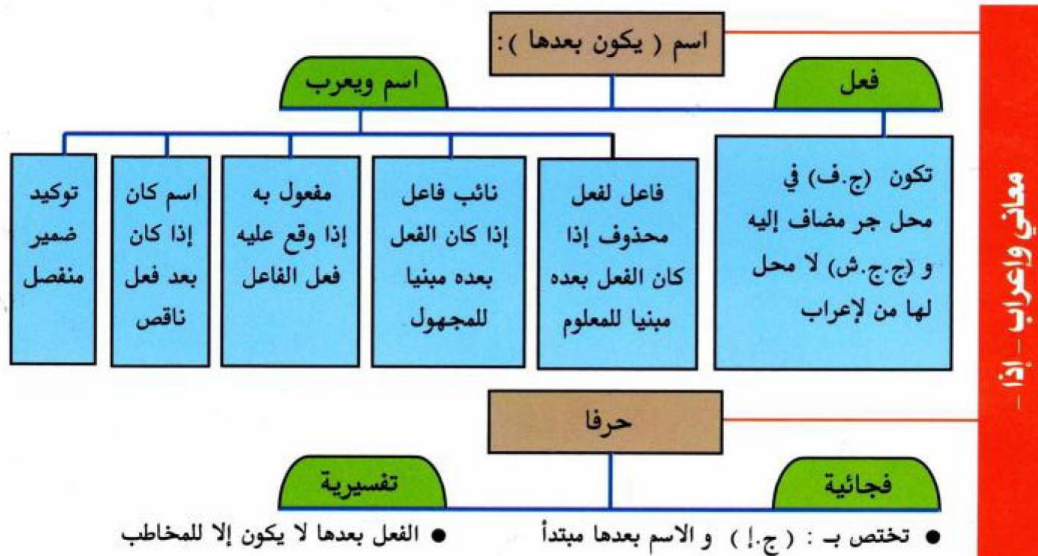 معاني وإعراب - إذا -
اسم ( يكون بعدها ):
فعل
تكون (ج.ف) في
محل جر مضاف إليه
و (ج.ج.ش) لا محل
لها من لإعراب
اسم ويعرب
فاعل لفعل
محذوف إذا
كان الفعل بعده
مبنيا للمعلوم
نائب فاعل
إذا كان الفعل
بعده مبنيا
للمجهول
مفعول به
إذا وقع عليه
فعل الفاعل
اسم كان
إذا كان
بعد فعل
ناقص
توكيد
ضمير
منفصل
حرفا
فجائية
● تختص بـ : ( ج.إ ) و الاسم بعدها مبتدأ
تفسيرية
● الفعل بعدها لا يكون إلا للمخاطب